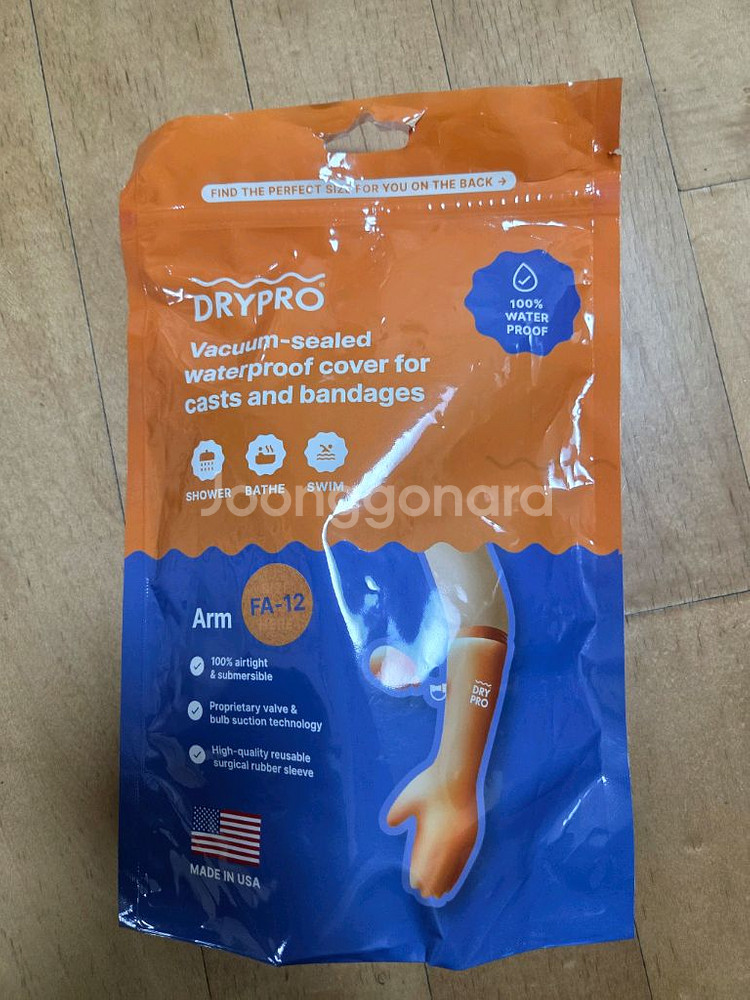 FIND THE PERFECT SIZE FOR YOU ON THE BACK →
DRYPRO®
Vacuum-sealed
waterproof cover for
casts and bandages
100%
WATER
PROOF
SHOWER BATHE SWIM
Joonggonara
Arm FA-12
100% airtight
& submersible
Proprietary valve &
bulb suction technology
High-quality reusable
surgical rubber sleeve
DRY
PRO
MADE IN USA